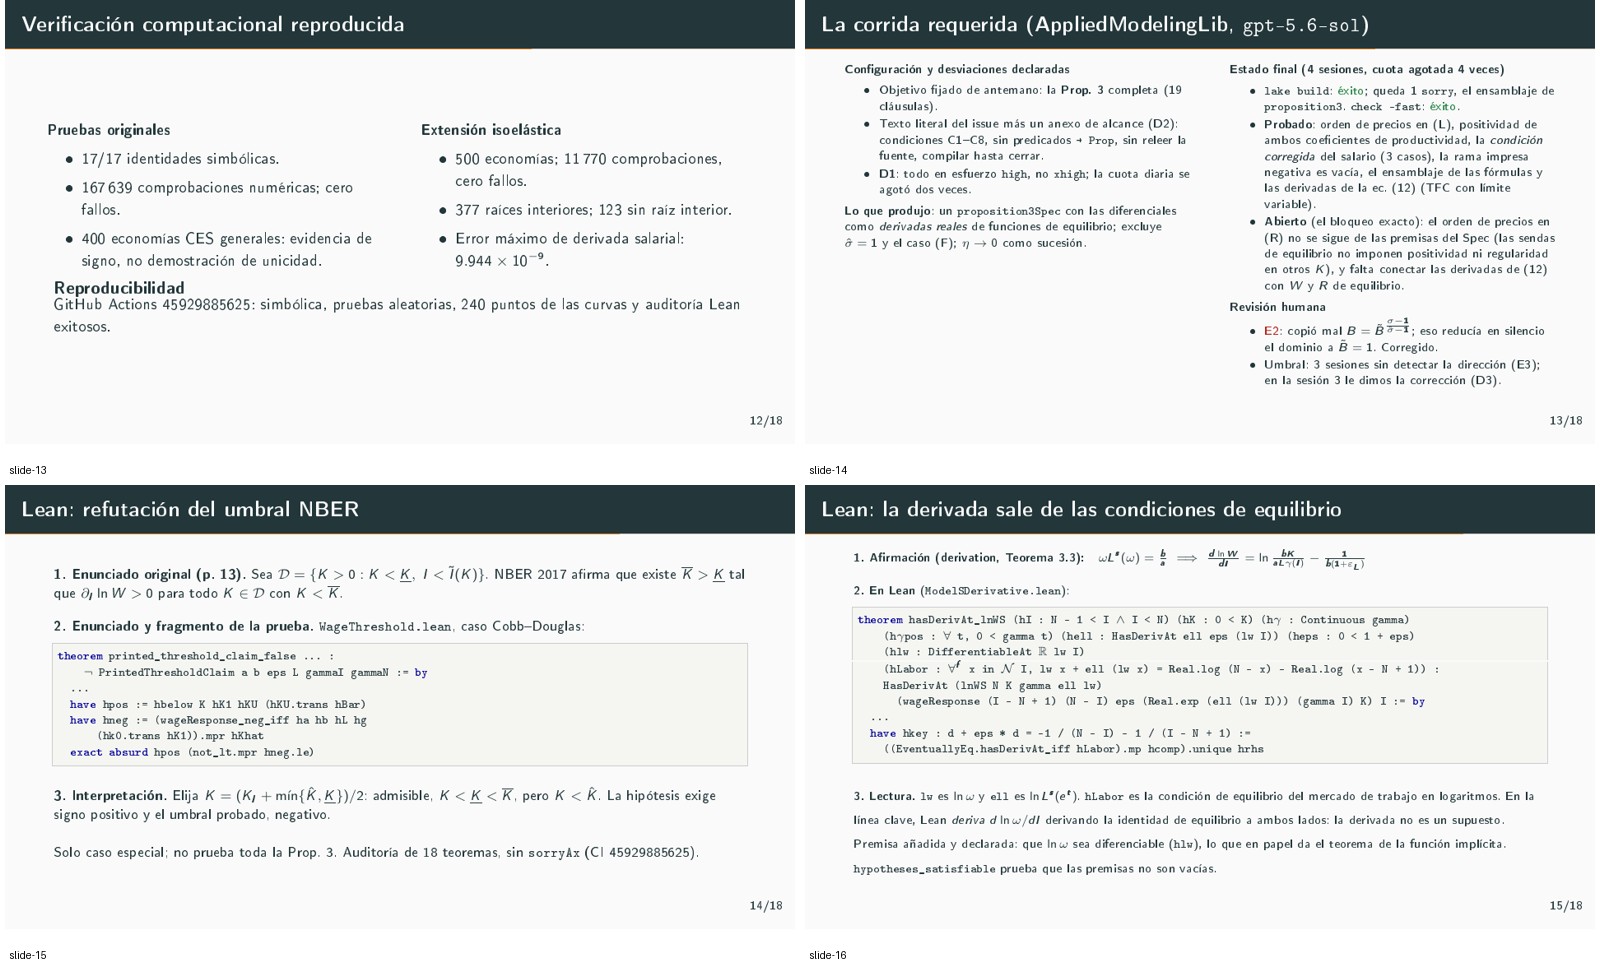 Verificación computacional reproducida
Pruebas originales
• 17/17 identidades simbólicas.
• 167 639 comprobaciones numéricas; cero
fallos.
• 400 economías CES generales: evidencia de
signo, no demostración de unicidad.
Extensión isoelástica
• 500 economías; 11 770 comprobaciones,
cero fallos.
• 377 raíces interiores; 123 sin raíz interior.
• Error máximo de derivada salarial:
9.944 × 10⁻⁹.
Reproducibilidad
GitHub Actions 45929885625: simbólica, pruebas aleatorias, 240 puntos de las curvas y auditoría Lean
exitosos.
12/18
slide-13
La corrida requerida (AppliedModelingLib, gpt-5.6-sol)
Configuración y desviaciones declaradas
• Objetivo fijado de antemano: la Prop. 3 completa (19
cláusulas).
• Texto literal del issue más un anexo de alcance (D2):
condiciones C1–C8, sin predicados → Prop, sin releer la
fuente, compilar hasta cerrar.
• D1: todo en esfuerzo high, no xhigh; la cuota diaria se
agotó dos veces.
Lo que produjo: un proposition3Spec con las diferenciales
como derivadas reales de funciones de equilibrio; excluye
σ̂ = 1 y el caso (F); η → 0 como sucesión.
Estado final (4 sesiones, cuota agotada 4 veces)
• lake build: éxito; queda 1 sorry, el ensamblaje de
proposition3. check -fast: éxito.
• Probado: orden de precios en (L), positividad de
ambos coeficientes de productividad, la condición
corregida del salario (3 casos), la rama impresa
negativa es vacía, el ensamblaje de las fórmulas y
las derivadas de la ec. (12) (TFC con límite
variable).
• Abierto (el bloqueo exacto): el orden de precios en
(R) no se sigue de las premisas del Spec (las sendas
de equilibrio no imponen positividad ni regularidad
en otros K), y falta conectar las derivadas de (12)
con W y R de equilibrio.
Revisión humana
• E2: copió mal B = B̃^{(σ−1)/(σ̂−1)}; eso reducía en silencio
el dominio a B̃ = 1. Corregido.
• Umbral: 3 sesiones sin detectar la dirección (E3);
en la sesión 3 le dimos la corrección (D3).
13/18
slide-14
Lean: refutación del umbral NBER
1. Enunciado original (p. 13). Sea 𝒟 = {K > 0 : K < K̲, I < Ĩ(K)}. NBER 2017 afirma que existe K̅ > K̲ tal
que ∂_I ln W > 0 para todo K ∈ 𝒟 con K < K̅.
2. Enunciado y fragmento de la prueba. WageThreshold.lean, caso Cobb–Douglas:
theorem printed_threshold_claim_false ... :
¬ PrintedThresholdClaim a b eps L gammaI gammaN := by
...
have hpos := hbelow K hK1 hKU (hKU.trans hBar)
have hneg := (wageResponse_neg_iff ha hb hL hg
(hk0.trans hK1)).mpr hKhat
exact absurd hpos (not_lt.mpr hneg.le)
3. Interpretación. Elija K = (K_I + mín{K̂, K̲})/2: admisible, K < K̲ < K̅, pero K < K̂. La hipótesis exige
signo positivo y el umbral probado, negativo.
Solo caso especial; no prueba toda la Prop. 3. Auditoría de 18 teoremas, sin sorryAx (CI 45929885625).
14/18
slide-15
Lean: la derivada sale de las condiciones de equilibrio
1. Afirmación (derivation, Teorema 3.3): ωLˢ(ω) = b/a ⟹ d ln W/dI = ln bK/(aLγ(I)) − 1/(b(1+ε_L))
2. En Lean (ModelSDerivative.lean):
theorem hasDerivAt_lnWS (hI : N - 1 < I ∧ I < N) (hK : 0 < K) (hγ : Continuous gamma)
(hγpos : ∀ t, 0 < gamma t) (hell : HasDerivAt ell eps (lw I)) (heps : 0 < 1 + eps)
(hlw : DifferentiableAt ℝ lw I)
(hLabor : ∀ᶠ x in 𝒩 I, lw x + ell (lw x) = Real.log (N - x) - Real.log (x - N + 1)) :
HasDerivAt (lnWS N K gamma ell lw)
(wageResponse (I - N + 1) (N - I) eps (Real.exp (ell (lw I))) (gamma I) K) I := by
...
have hkey : d + eps * d = -1 / (N - I) - 1 / (I - N + 1) :=
((EventuallyEq.hasDerivAt_iff hLabor).mp hcomp).unique hrhs
3. Lectura. lw es ln ω y ell es ln Lˢ(eᵗ). hLabor es la condición de equilibrio del mercado de trabajo en logaritmos. En la
línea clave, Lean deriva d ln ω/dI derivando la identidad de equilibrio a ambos lados: la derivada no es un supuesto.
Premisa añadida y declarada: que ln ω sea diferenciable (hlw), lo que en papel da el teorema de la función implícita.
hypotheses_satisfiable prueba que las premisas no son vacías.
15/18
slide-16